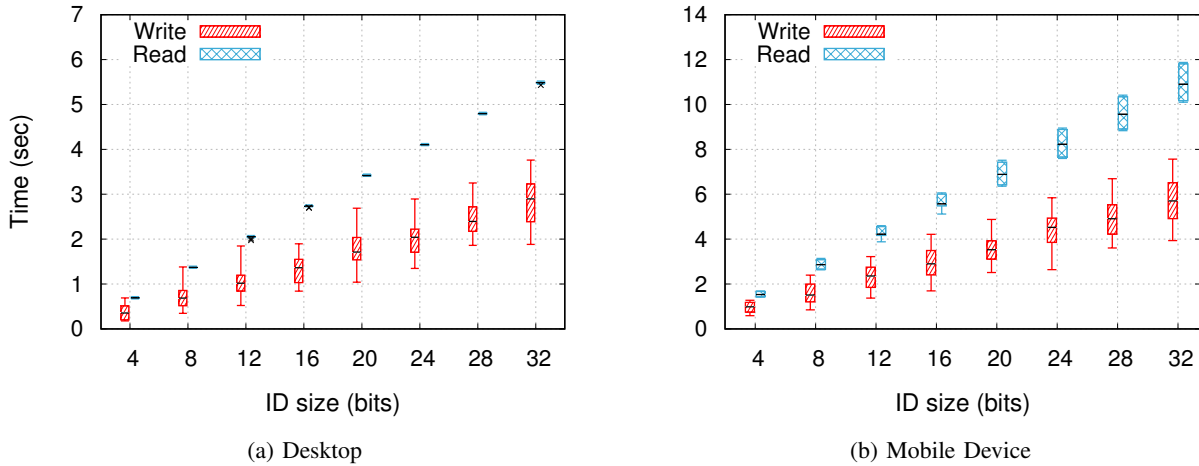 7
6
5
4
3
2
1
0
Time (sec)
Write
Read
4 8 12 16 20 24 28 32
ID size (bits)
(a) Desktop
14
12
10
8
6
4
2
0
Write
Read
4 8 12 16 20 24 28 32
ID size (bits)
(b) Mobile Device